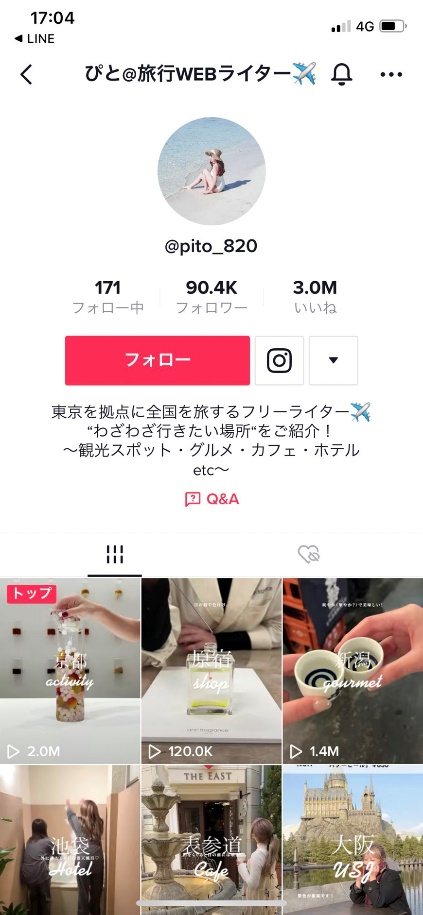 17:04
4G
◀ LINE
ぴと@旅行WEBライター✈️
@pito_820
171
90.4K
3.0M
フォロー中
フォロワー
いいね
フォロー
東京を拠点に全国を旅するフリーライター✈️
“わざわざ行きたい場所“をご紹介！
〜観光スポット・グルメ・カフェ・ホテル
etc〜
Q&A
トップ
京都
activity
2.0M
原宿
shop
120.0K
新潟
gourmet
1.4M
池袋
Hotel
THE EAST
表参道
Cafe
大阪
USJ